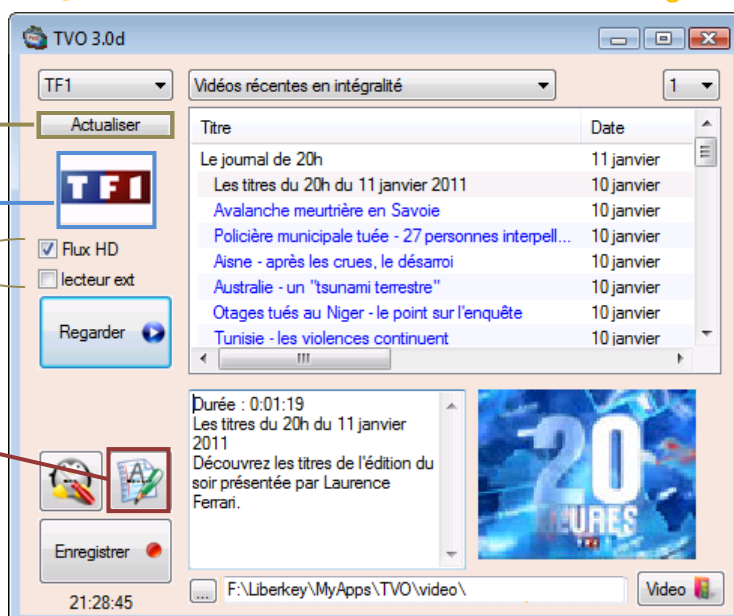 TVO 3.0d
TF1
Vidéos récentes en intégralité
1
Actualiser
Titre Date
Le journal de 20h 11 janvier
Les titres du 20h du 11 janvier 2011 10 janvier
TF1
Avalanche meurtrière en Savoie 10 janvier
Policière municipale tuée - 27 personnes interpell... 10 janvier
Flux HD
Aisne - après les crues, le désarroi 10 janvier
lecteur ext
Australie - un "tsunami terrestre" 10 janvier
Otages tués au Niger - le point sur l'enquête 10 janvier
Regarder
Tunisie - les violences continuent 10 janvier
Durée : 0:01:19
Les titres du 20h du 11 janvier
2011
Découvrez les titres de l'édition du
soir présentée par Laurence
Ferrari.
20
HEURES
TF1
Enregistrer
21:28:45
...
F:\Liberkey\MyApps\TVO\video\
Video